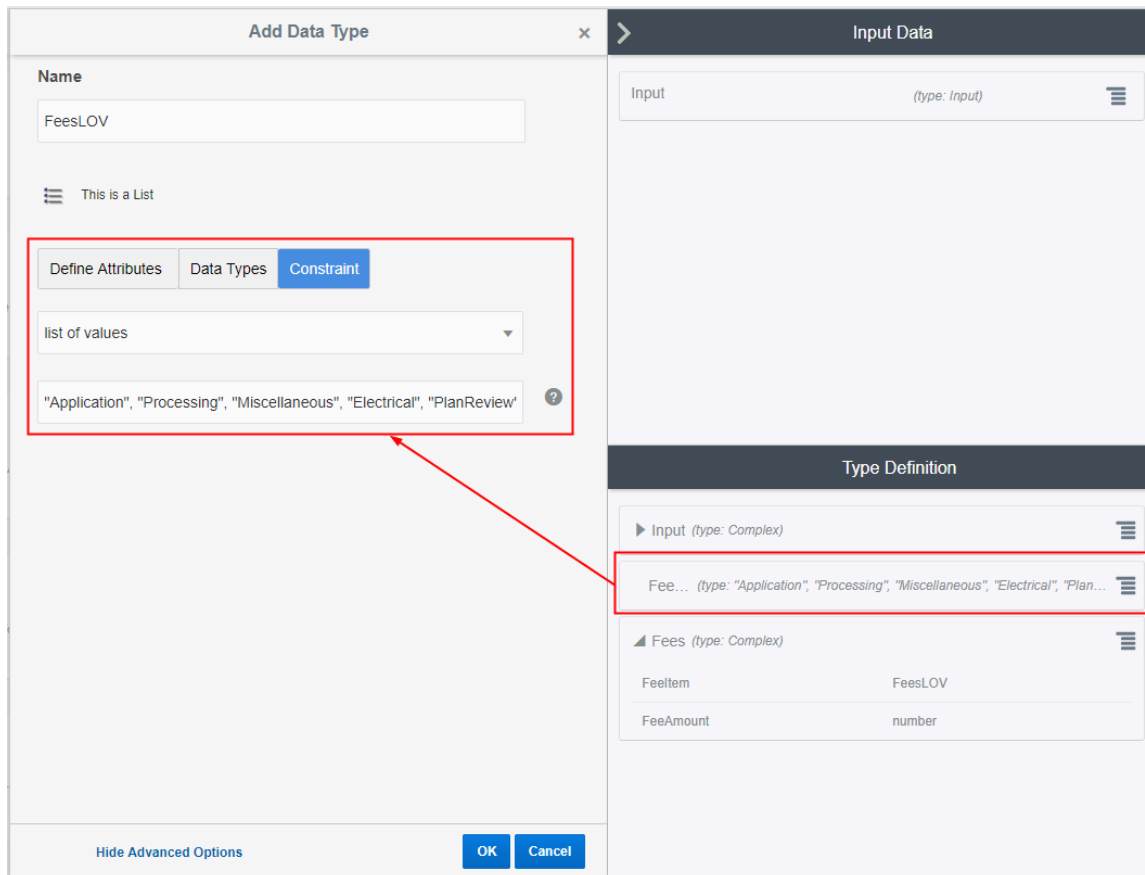 Add Data Type ×
Name
FeesLOV
This is a List
Define Attributes Data Types Constraint
list of values
"Application", "Processing", "Miscellaneous", "Electrical", "PlanReview"
?
Hide Advanced Options OK Cancel
Input Data
Input (type: Input)
Type Definition
Input (type: Complex)
Fee... (type: "Application", "Processing", "Miscellaneous", "Electrical", "Plan...
Fees (type: Complex)
FeeItem FeesLOV
FeeAmount number